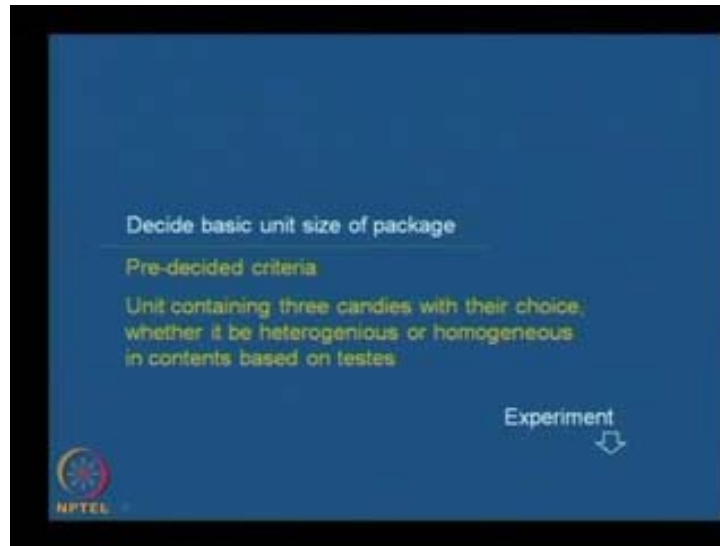 Decide basic unit size of package
Pre-decided criteria
Unit containing three candies with their choice,
whether it be heterogenious or homogeneous
in contents based on testes
Experiment
NPTEL